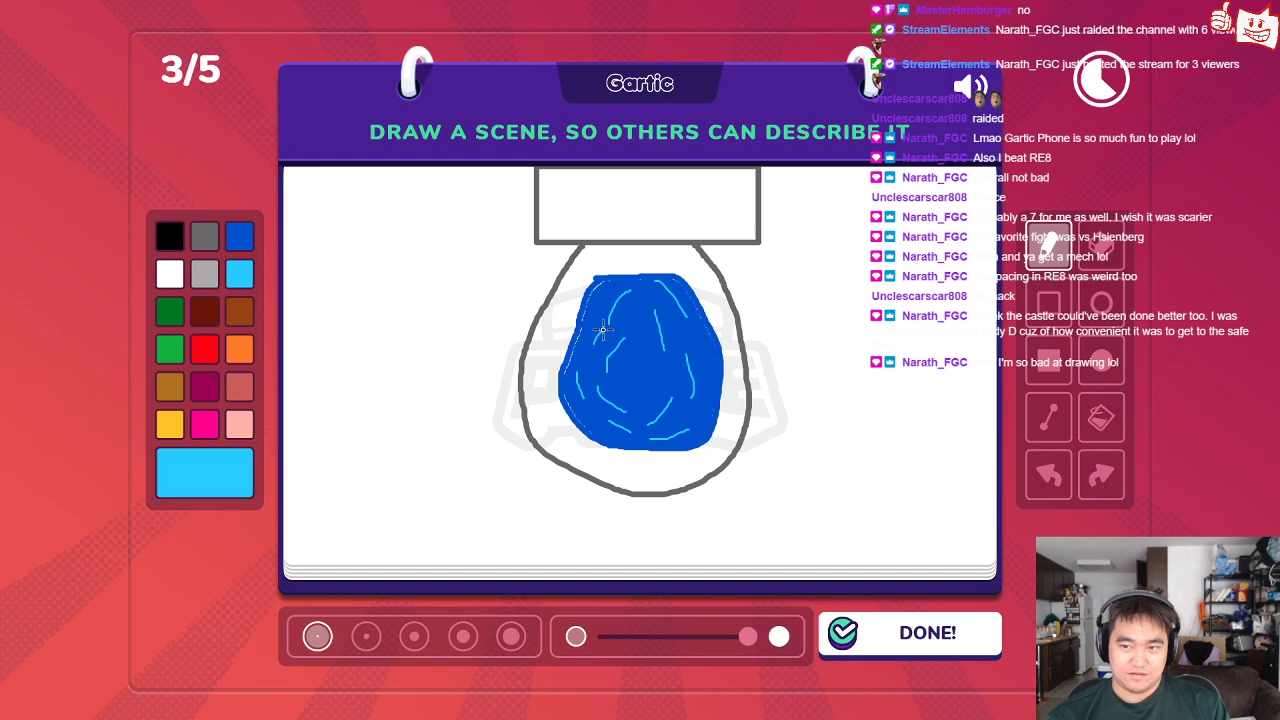 3/5
Gartic
DRAW A SCENE, SO OTHERS CAN DESCRIBE IT
MasterHamburger no
StreamElements Narath_FGC just raided the channel with 6
StreamElements Narath_FGC just hosted the stream for 3 viewers
Unclescarscar808
Unclescarscar808 raided
Narath_FGC Lmao Gartic Phone is so much fun to play lol
Narath_FGC Also I beat RE8
Narath_FGC not bad
Unclescarscar808
Narath_FGC a 7 for me as well. I wish it was scarier
Narath_FGC favorite fight was vs Hsienberg
Narath_FGC and ya get a mech lol
Narath_FGC pacing in RE8 was weird too
Unclescarscar808
Narath_FGC the castle could've been done better too. I was
D cuz of how convenient it was to get to the safe
Narath_FGC I'm so bad at drawing lol
DONE!